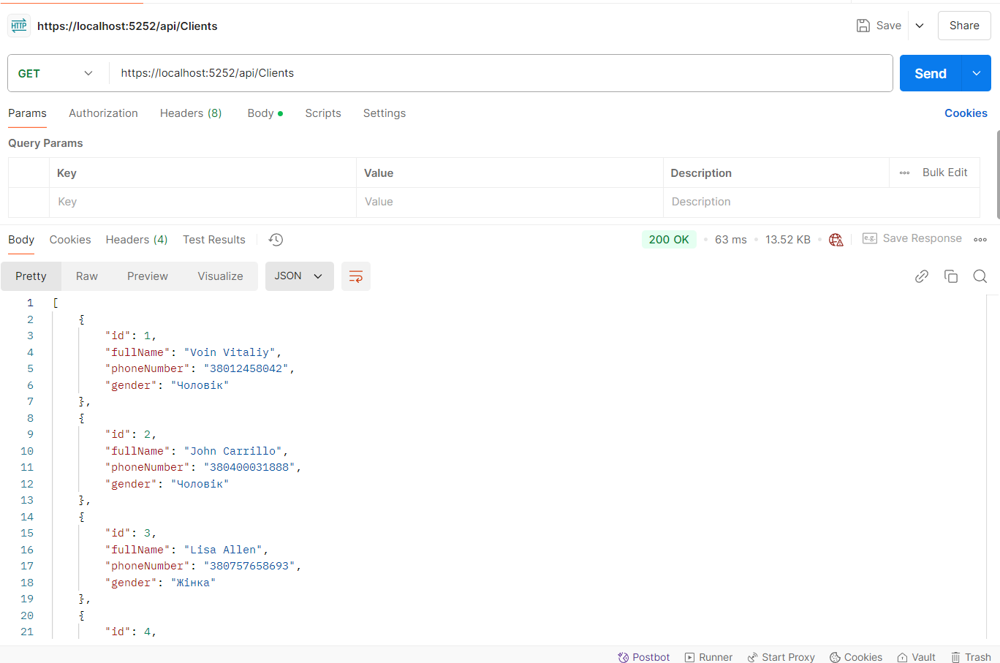 HTTP https://localhost:5252/api/Clients Save Share
GET https://localhost:5252/api/Clients Send
Params Authorization Headers (8) Body Scripts Settings Cookies
Query Params
Key Value Description Bulk Edit
Key Value Description
Body Cookies Headers (4) Test Results 200 OK 63 ms 13.52 KB e.g. Save Response
Pretty Raw Preview Visualize JSON
1 [
2 {
3 "id": 1,
4 "fullName": "Voin Vitaliy",
5 "phoneNumber": "38012458042",
6 "gender": "Чоловік"
7 },
8 {
9 "id": 2,
10 "fullName": "John Carrillo",
11 "phoneNumber": "380400031888",
12 "gender": "Чоловік"
13 },
14 {
15 "id": 3,
16 "fullName": "Lisa Allen",
17 "phoneNumber": "380757658693",
18 "gender": "Жінка"
19 },
20 {
21 "id": 4,
Postbot Runner Start Proxy Cookies Vault Trash